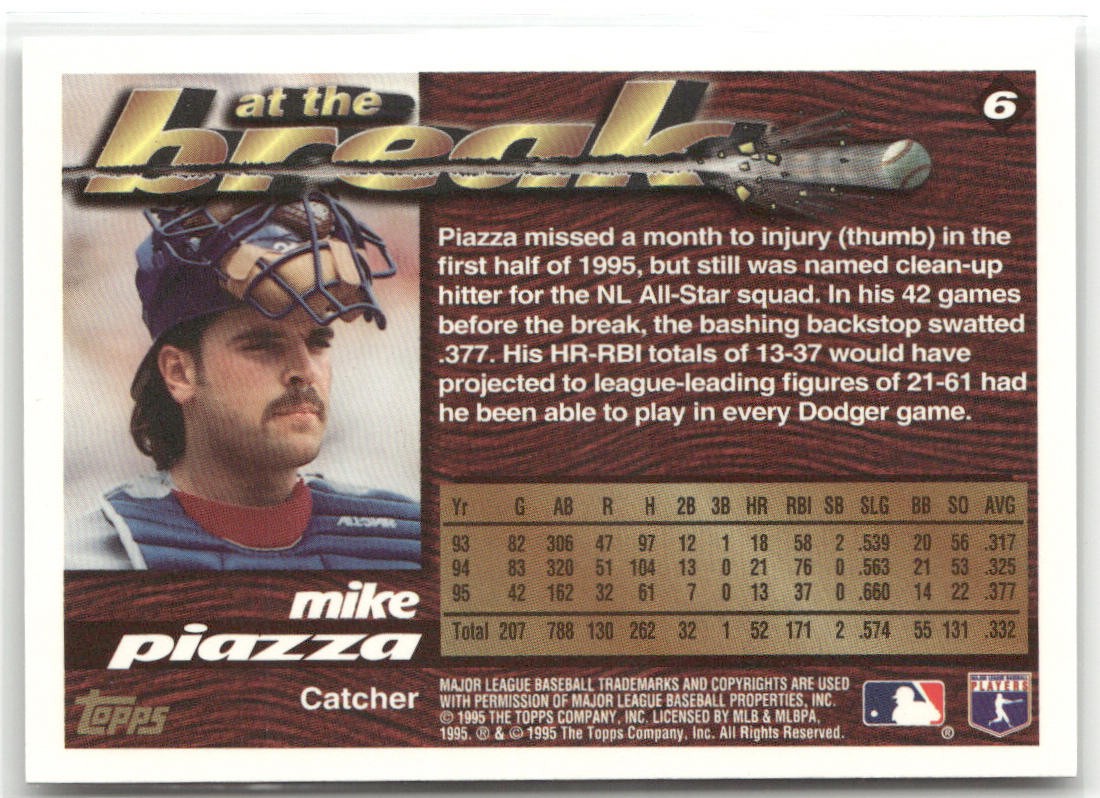 at the
break
6
Piazza missed a month to injury (thumb) in the
first half of 1995, but still was named clean-up
hitter for the NL All-Star squad. In his 42 games
before the break, the bashing backstop swatted
.377. His HR-RBI totals of 13-37 would have
projected to league-leading figures of 21-61 had
he been able to play in every Dodger game.
ALL-STAR
Yr G AB R H 2B 3B HR RBI SB SLG BB SO AVG
93 82 306 47 97 12 1 18 58 2 .539 20 56 .317
94 83 320 51 104 13 0 21 76 0 .563 21 53 .325
95 42 162 32 61 7 0 13 37 0 .660 14 22 .377
Total 207 788 130 262 32 1 52 171 2 .574 55 131 .332
mike
piazza
Catcher
Topps
MAJOR LEAGUE BASEBALL TRADEMARKS AND COPYRIGHTS ARE USED
WITH PERMISSION OF MAJOR LEAGUE BASEBALL PROPERTIES, INC.
© 1995 THE TOPPS COMPANY, INC. LICENSED BY MLB & MLBPA,
1995. ® & © 1995 The Topps Company, Inc. All Rights Reserved.
®
MAJOR LEAGUE BASEBALL
PLAYERS